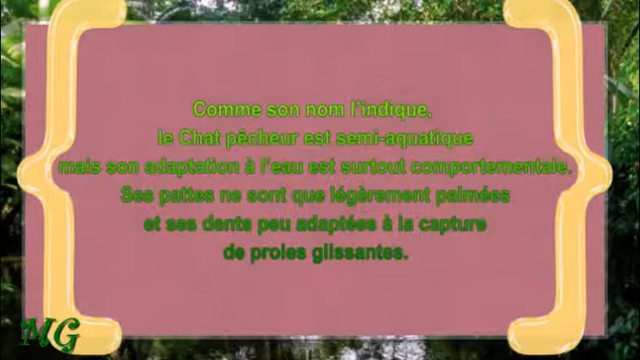 Comme son nom l'indique,
le Chat pêcheur est semi-aquatique
mais son adaptation à l'eau est surtout comportementale.
Ses pattes ne sont que légèrement palmées
et ses dents peu adaptées à la capture
de proies glissantes.
MG